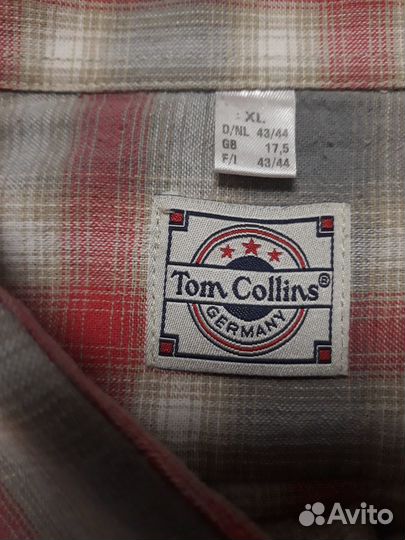 XL
D/NL 43/44
GB 17,5
F/I 43/44
Tom Collins®
GERMANY
Avito